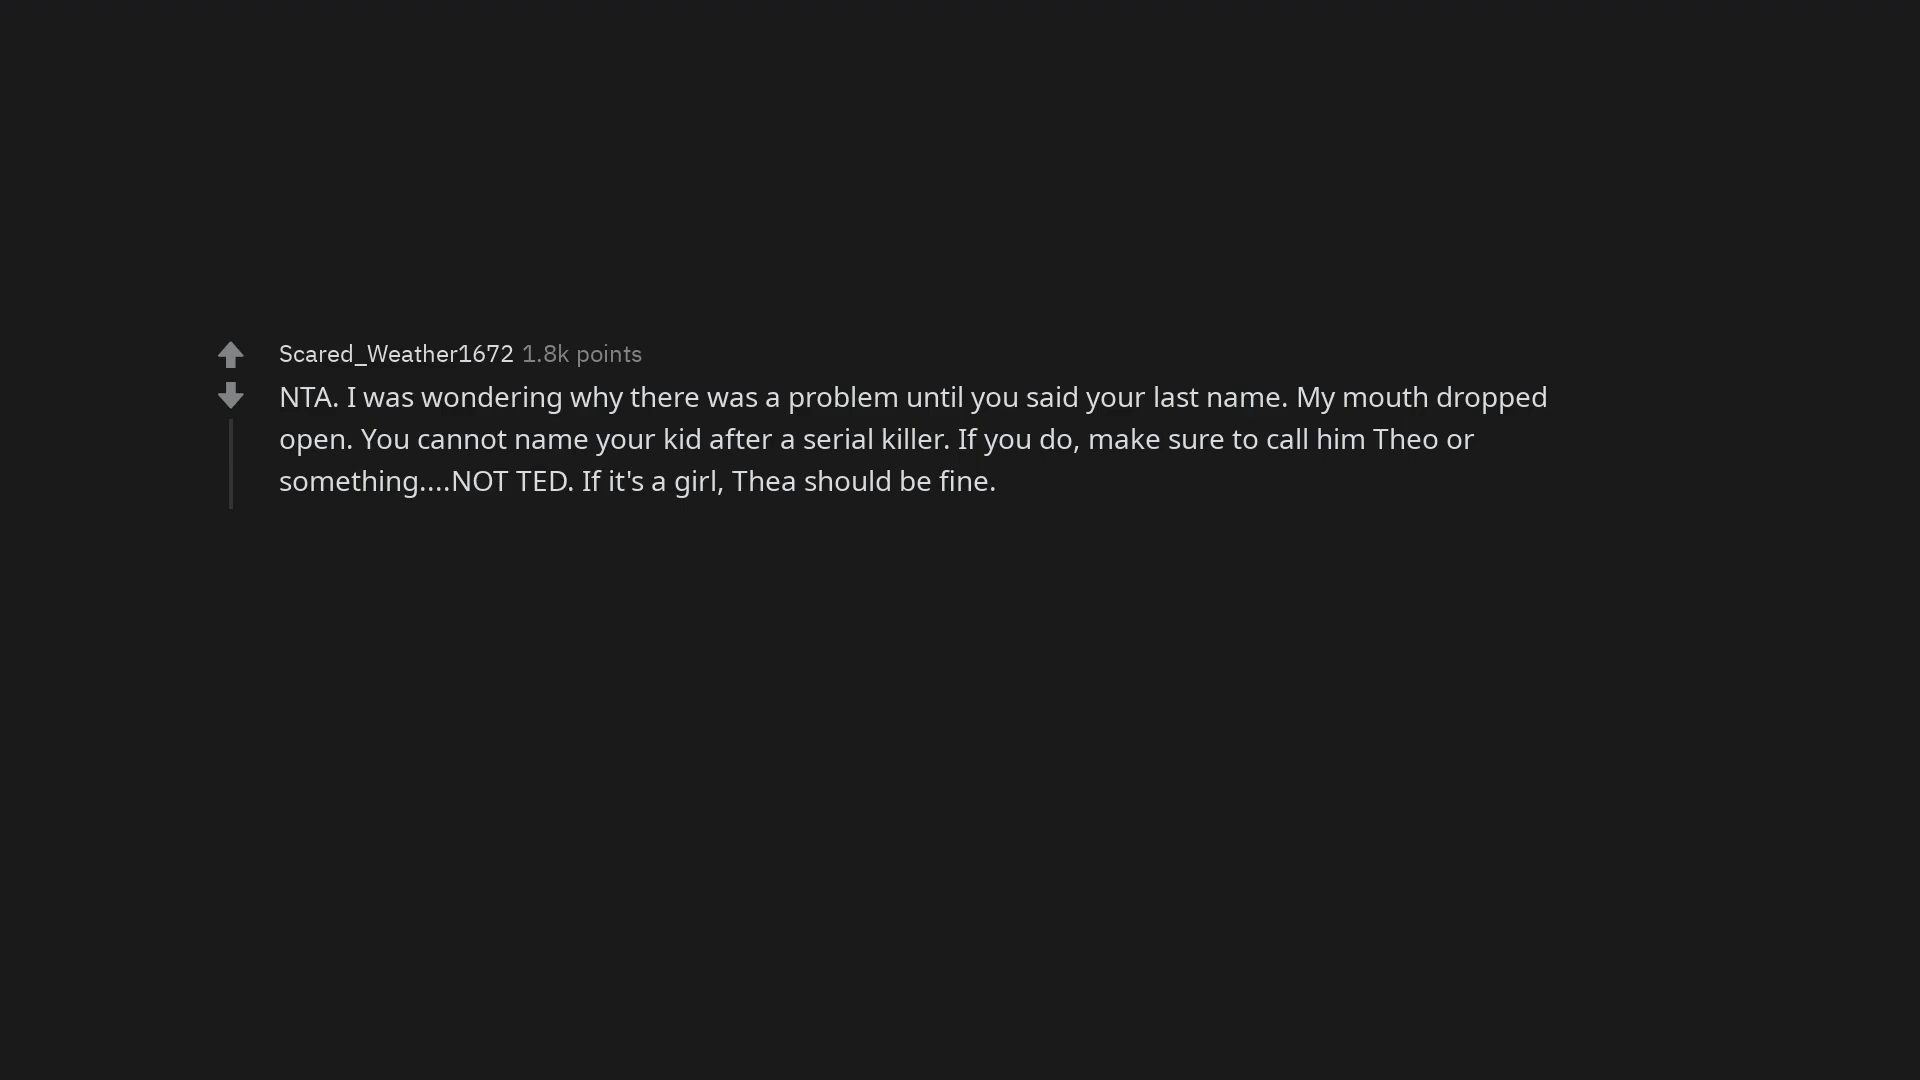 Scared_Weather1672 1.8k points
NTA. I was wondering why there was a problem until you said your last name. My mouth dropped
open. You cannot name your kid after a serial killer. If you do, make sure to call him Theo or
something....NOT TED. If it's a girl, Thea should be fine.